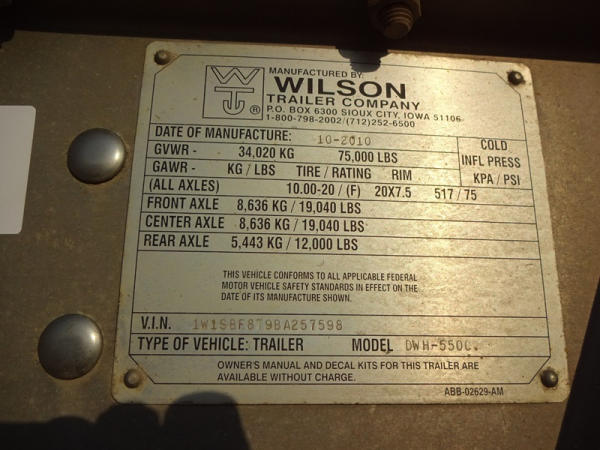 MANUFACTURED BY:
WILSON
TRAILER COMPANY
P.O. BOX 6300 SIOUX CITY, IOWA 51106
1-800-798-2002/(712)252-6500
WTC ®
DATE OF MANUFACTURE: 10-2010
COLD
INFL PRESS
KPA / PSI
GVWR - 34,020 KG 75,000 LBS
GAWR - KG / LBS TIRE / RATING RIM
(ALL AXLES) 10.00-20 / (F) 20X7.5 517 / 75
FRONT AXLE 8,636 KG / 19,040 LBS
CENTER AXLE 8,636 KG / 19,040 LBS
REAR AXLE 5,443 KG / 12,000 LBS
THIS VEHICLE CONFORMS TO ALL APPLICABLE FEDERAL
MOTOR VEHICLE SAFETY STANDARDS IN EFFECT ON THE
DATE OF ITS MANUFACTURE SHOWN.
V.I.N. 1W1SBF8T9BA257598
TYPE OF VEHICLE: TRAILER MODEL DWH-550C.
OWNER'S MANUAL AND DECAL KITS FOR THIS TRAILER ARE
AVAILABLE WITHOUT CHARGE.
ABB-02629-AM